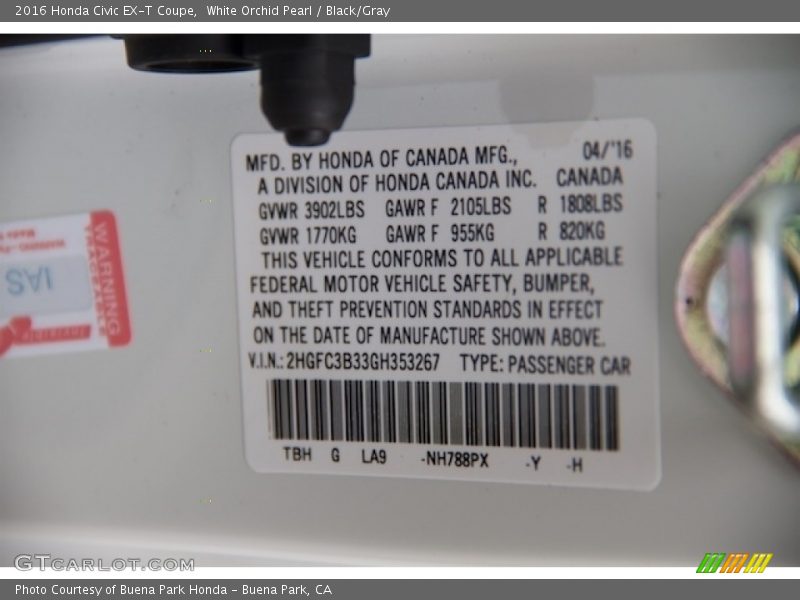 2016 Honda Civic EX-T Coupe,  White Orchid Pearl / Black/Gray
MFD. BY HONDA OF CANADA MFG., 04/'16
A DIVISION OF HONDA CANADA INC. CANADA
GVWR 3902LBS GAWR F 2105LBS R 1808LBS
GVWR 1770KG GAWR F 955KG R 820KG
THIS VEHICLE CONFORMS TO ALL APPLICABLE
FEDERAL MOTOR VEHICLE SAFETY, BUMPER,
AND THEFT PREVENTION STANDARDS IN EFFECT
ON THE DATE OF MANUFACTURE SHOWN ABOVE.
V.I.N.: 2HGFC3B33GH353267 TYPE: PASSENGER CAR
TBH G LA9 -NH788PX -Y -H
WARNING
IAS
GTCARLOT.COM
Photo Courtesy of Buena Park Honda - Buena Park, CA